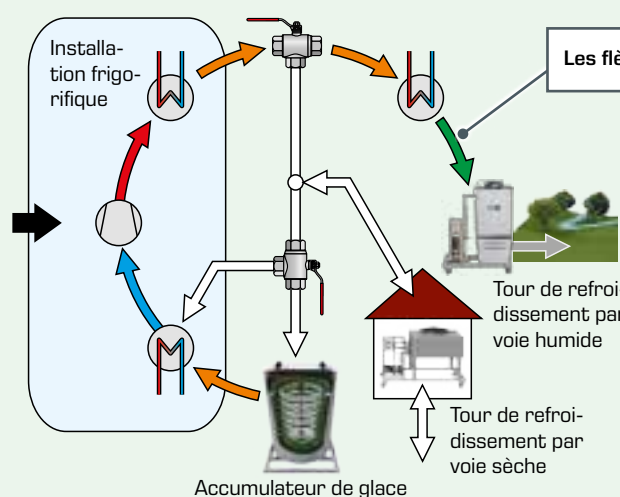 Installa-
tion frigo-
rifique
Les
Tour de refroi-
dissement par
voie humide
Tour de refroi-
dissement par
voie sèche
Accumulateur de glace